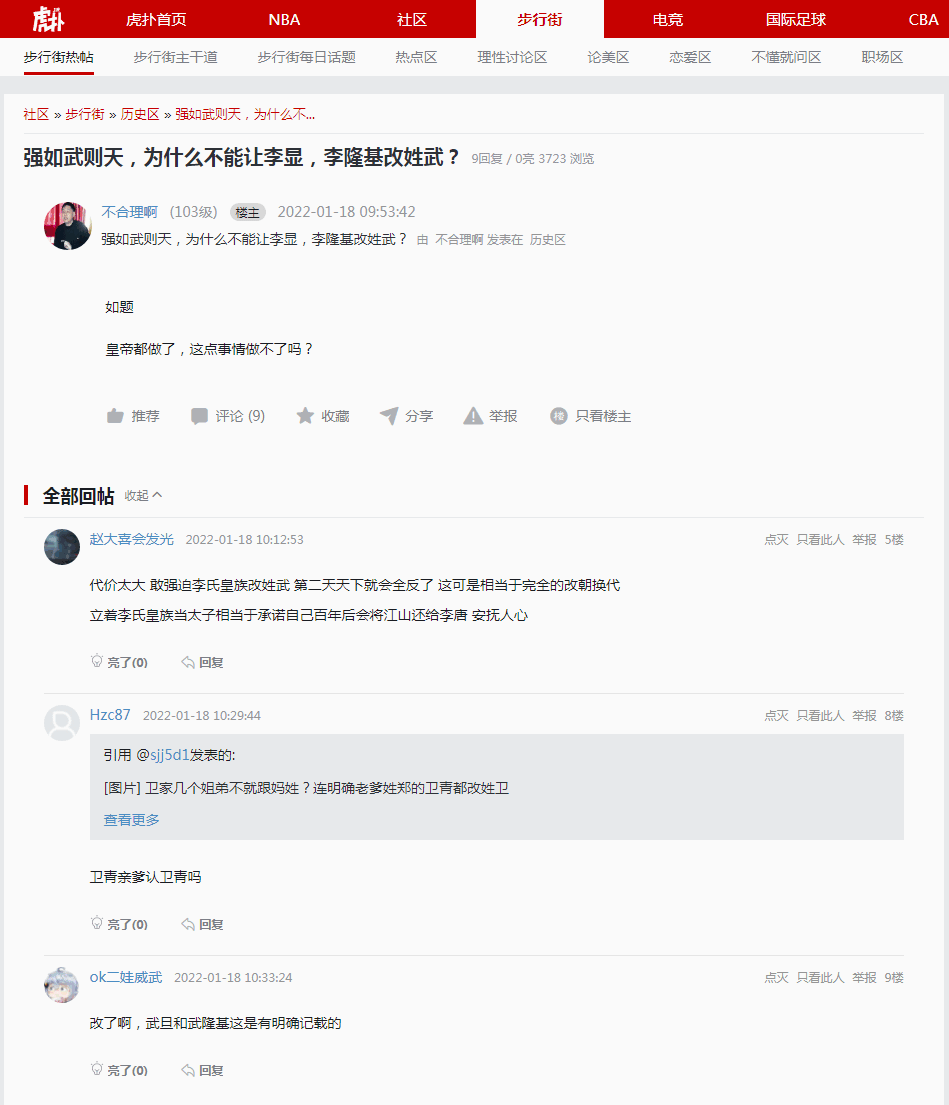 虎扑 虎扑首页 NBA 社区 步行街 电竞 国际足球 CBA
步行街热帖 步行街主干道 步行街每日话题 热点区 理性讨论区 论美区 恋爱区 不懂就问区 职场区
社区 » 步行街 » 历史区 » 强如武则天，为什么不...
强如武则天，为什么不能让李显，李隆基改姓武？ 9回复 / 0亮 3723 浏览
不合理啊 (103级) 楼主 2022-01-18 09:53:42
强如武则天，为什么不能让李显，李隆基改姓武？ 由 不合理啊 发表在 历史区
如题
皇帝都做了，这点事情做不了吗？
推荐 评论 (9) 收藏 分享 举报 楼 只看楼主
全部回帖 收起
赵大喜会发光 2022-01-18 10:12:53 点灭 只看此人 举报 5楼
代价太大 敢强迫李氏皇族改姓武 第二天天下就会全反了 这可是相当于完全的改朝换代
立着李氏皇族当太子相当于承诺自己百年后会将江山还给李唐 安抚人心
亮了(0) 回复
Hzc87 2022-01-18 10:29:44 点灭 只看此人 举报 8楼
引用 @sjj5d1发表的:
[图片] 卫家几个姐弟不就跟妈姓？连明确老爹姓郑的卫青都改姓卫
查看更多
卫青亲爹认卫青吗
亮了(0) 回复
ok二娃威武 2022-01-18 10:33:24 点灭 只看此人 举报 9楼
改了啊，武旦和武隆基这是有明确记载的
亮了(0) 回复